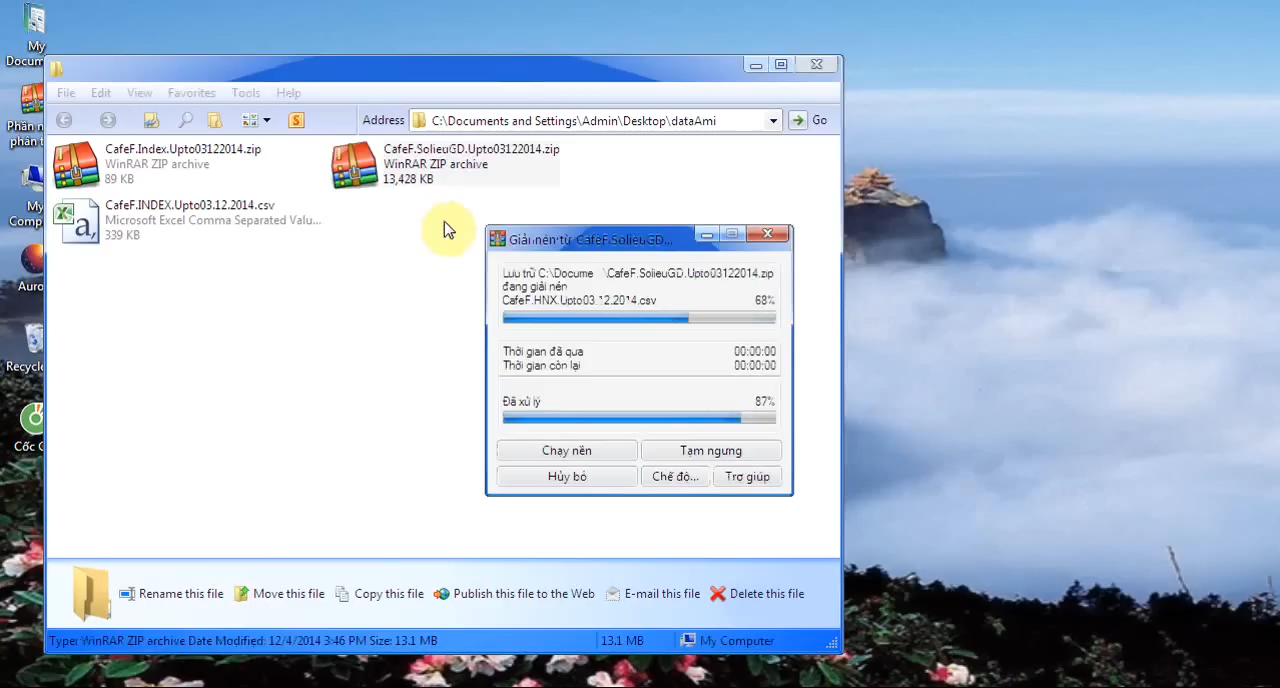 My
Docum
Phần n
phân t
My
Comp
Auro
Recycle
Cốc C
File Edit View Favorites Tools Help
Address C:\Documents and Settings\Admin\Desktop\dataAmi Go
CafeF.Index.Upto03122014.zip
WinRAR ZIP archive
89 KB
CafeF.SolieuGD.Upto03122014.zip
WinRAR ZIP archive
13,428 KB
CafeF.INDEX.Upto03.12.2014.csv
Microsoft Excel Comma Separated Valu...
339 KB
Giải nén từ CafeF.SolieuGD...
Lưu trữ C:\Docume \CafeF.SolieuGD.Upto03122014.zip
đang giải nén
CafeF.HNX.Upto03.12.2014.csv 68%
Thời gian đã qua 00:00:00
Thời gian còn lại 00:00:00
Đã xử lý 87%
Chạy nền Tạm ngưng
Hủy bỏ Chế độ... Trợ giúp
Rename this file Move this file Copy this file Publish this file to the Web E-mail this file Delete this file
Type: WinRAR ZIP archive Date Modified: 12/4/2014 3:46 PM Size: 13.1 MB 13.1 MB My Computer